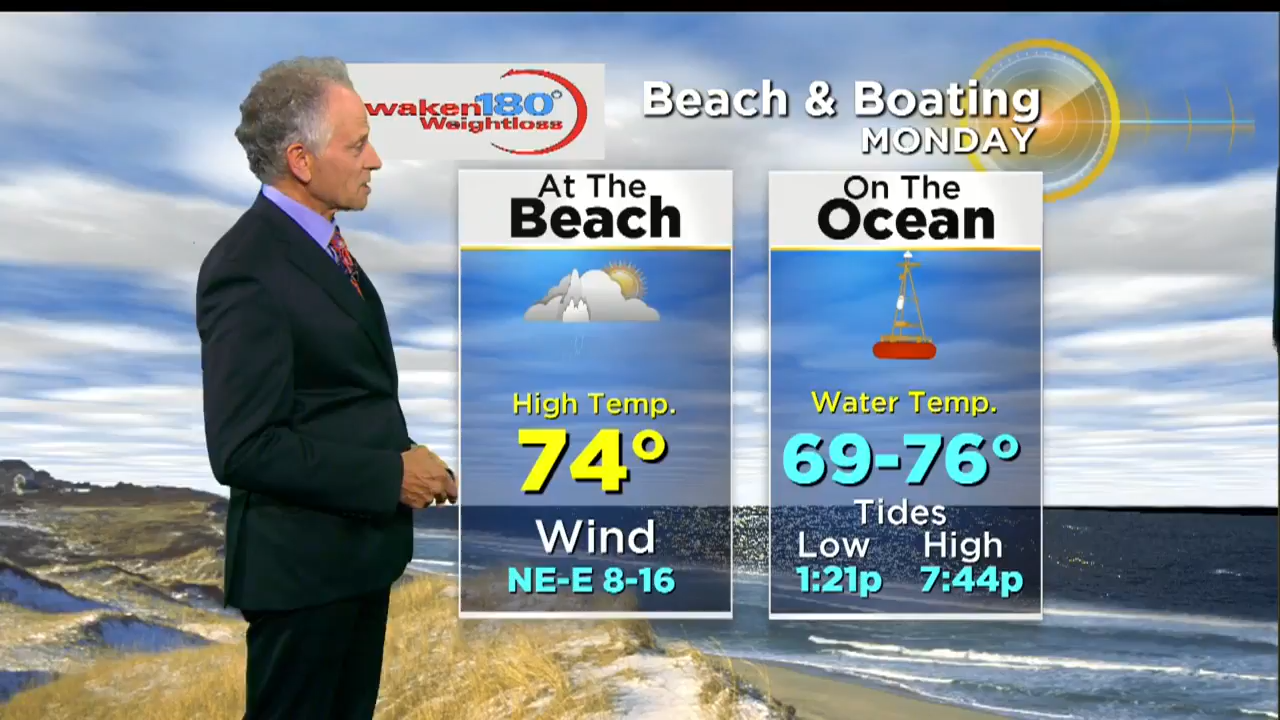 waken180°
Weightloss
Beach & Boating
MONDAY
At The
Beach
High Temp.
74°
Wind
NE-E 8-16
On The
Ocean
Water Temp.
69-76°
Tides
Low High
1:21p 7:44p